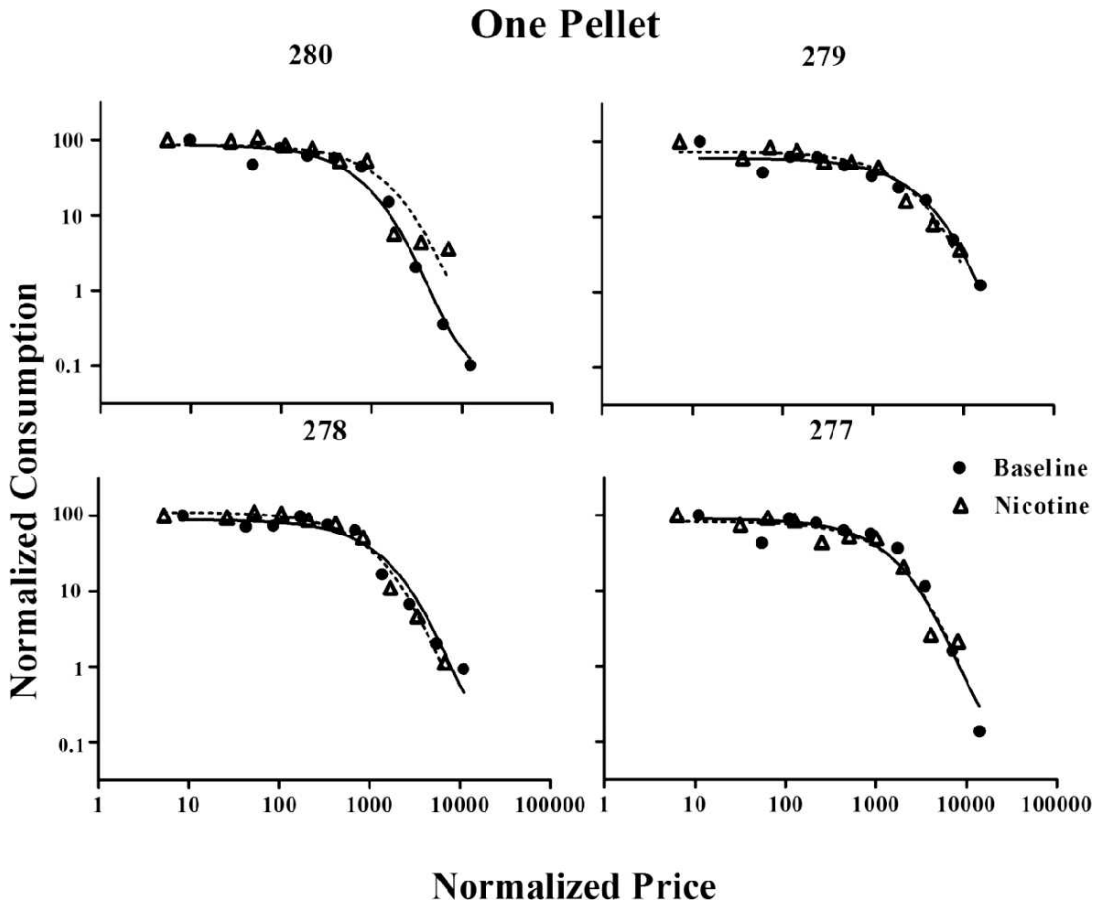 One Pellet
280
279
100
10
1
0.1
278
277
Normalized Consumption
100
10
1
0.1
Baseline
Nicotine
1 10 100 1000 10000 100000
1 10 100 1000 10000 100000
Normalized Price